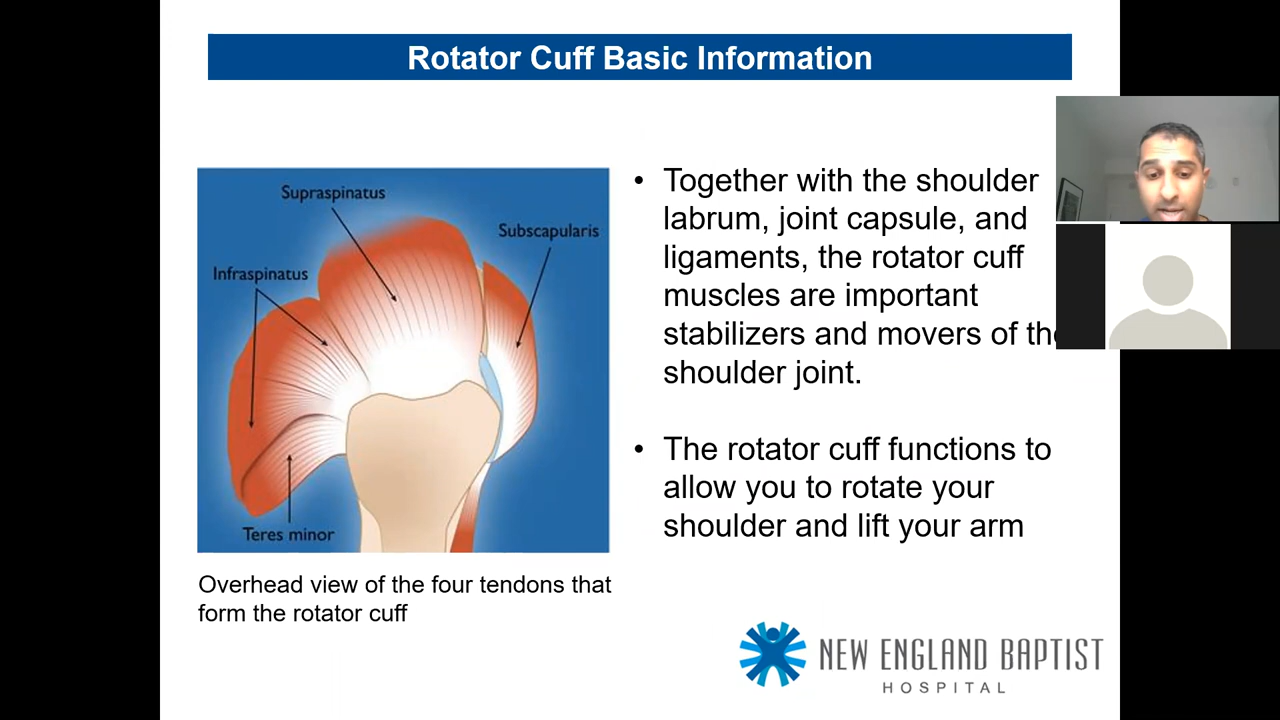 Rotator Cuff Basic Information
Supraspinatus
Subscapularis
Infraspinatus
Teres minor
Overhead view of the four tendons that
form the rotator cuff
• Together with the shoulder
labrum, joint capsule, and
ligaments, the rotator cuff
muscles are important
stabilizers and movers of the
shoulder joint.
• The rotator cuff functions to
allow you to rotate your
shoulder and lift your arm
NEW ENGLAND BAPTIST
HOSPITAL